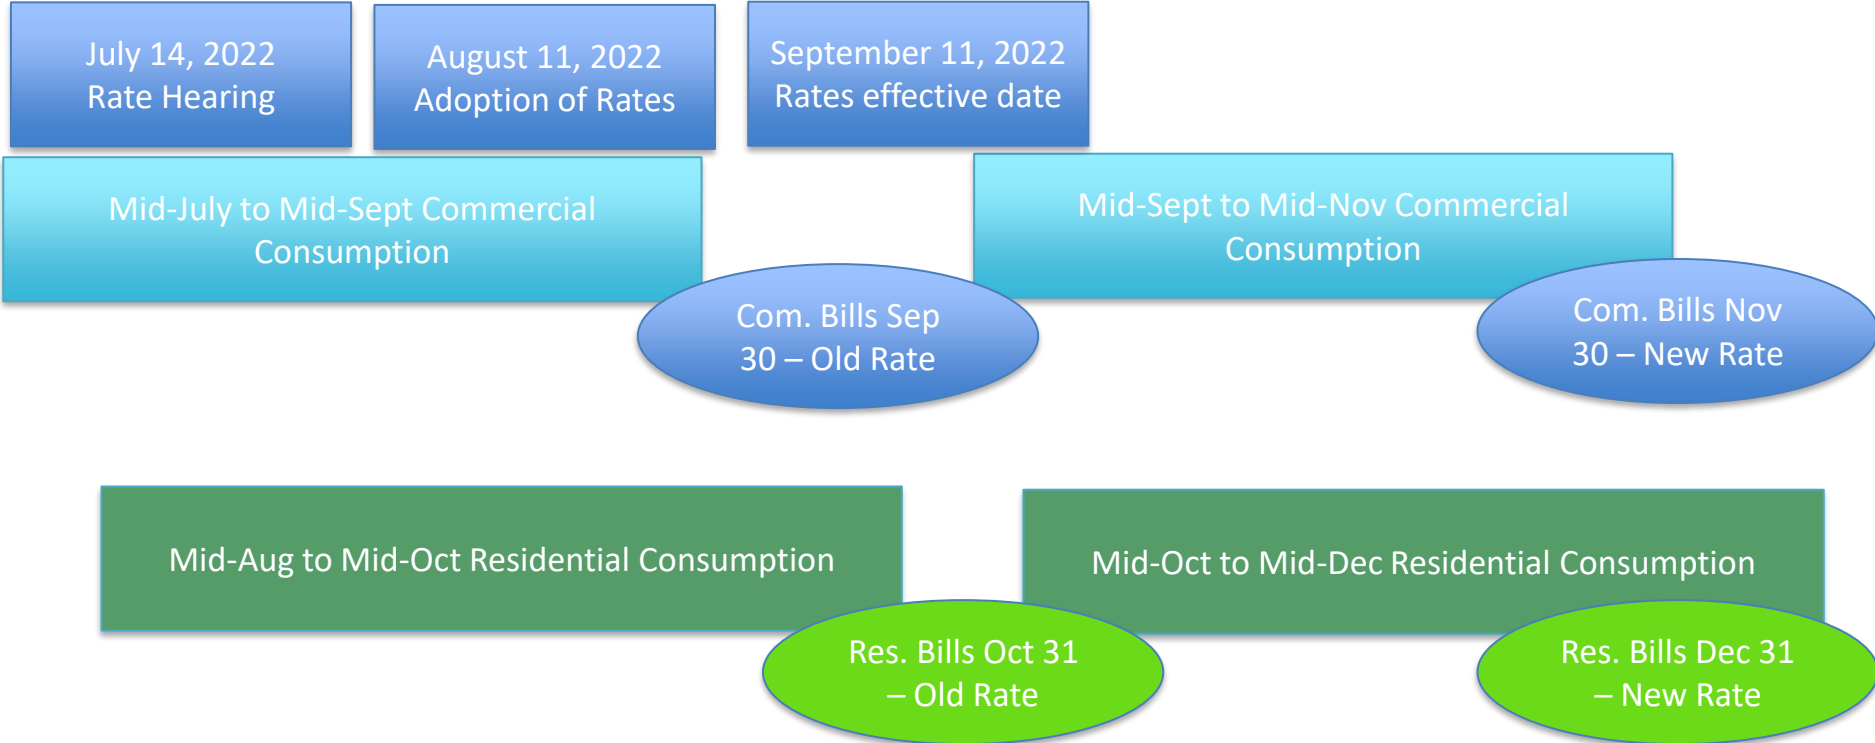 July 14, 2022
Rate Hearing
August 11, 2022
Adoption of Rates
September 11, 2022
Rates effective date
Mid-July to Mid-Sept Commercial
Consumption
Mid-Sept to Mid-Nov Commercial
Consumption
Com. Bills Sep
30 – Old Rate
Com. Bills Nov
30 – New Rate
Mid-Aug to Mid-Oct Residential Consumption
Mid-Oct to Mid-Dec Residential Consumption
Res. Bills Oct 31
– Old Rate
Res. Bills Dec 31
– New Rate